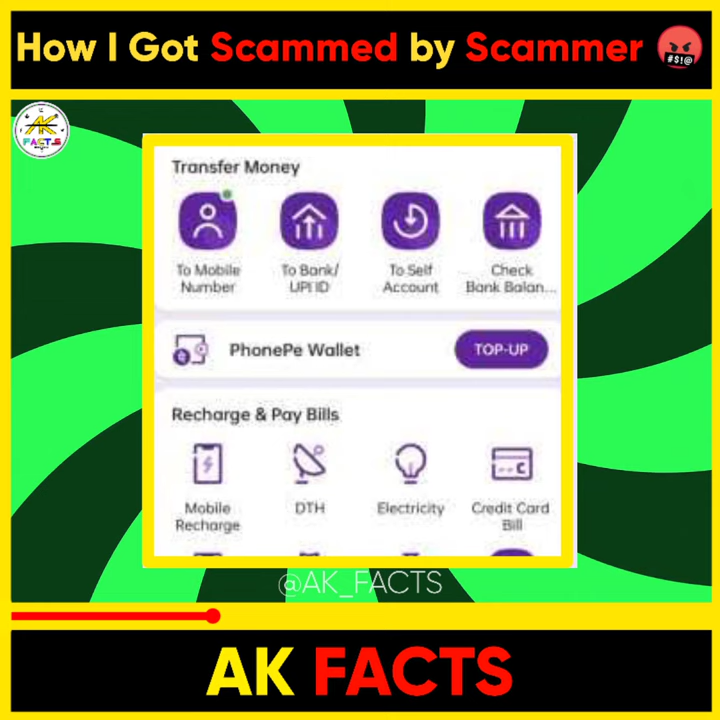 How I Got Scammed by Scammer
#$!@
AK
FACTS
Transfer Money
To Mobile Number
To Bank/ UPI ID
To Self Account
Check Bank Balan...
PhonePe Wallet
TOP-UP
Recharge & Pay Bills
Mobile Recharge
DTH
Electricity
Credit Card Bill
@AK_FACTS
AK FACTS